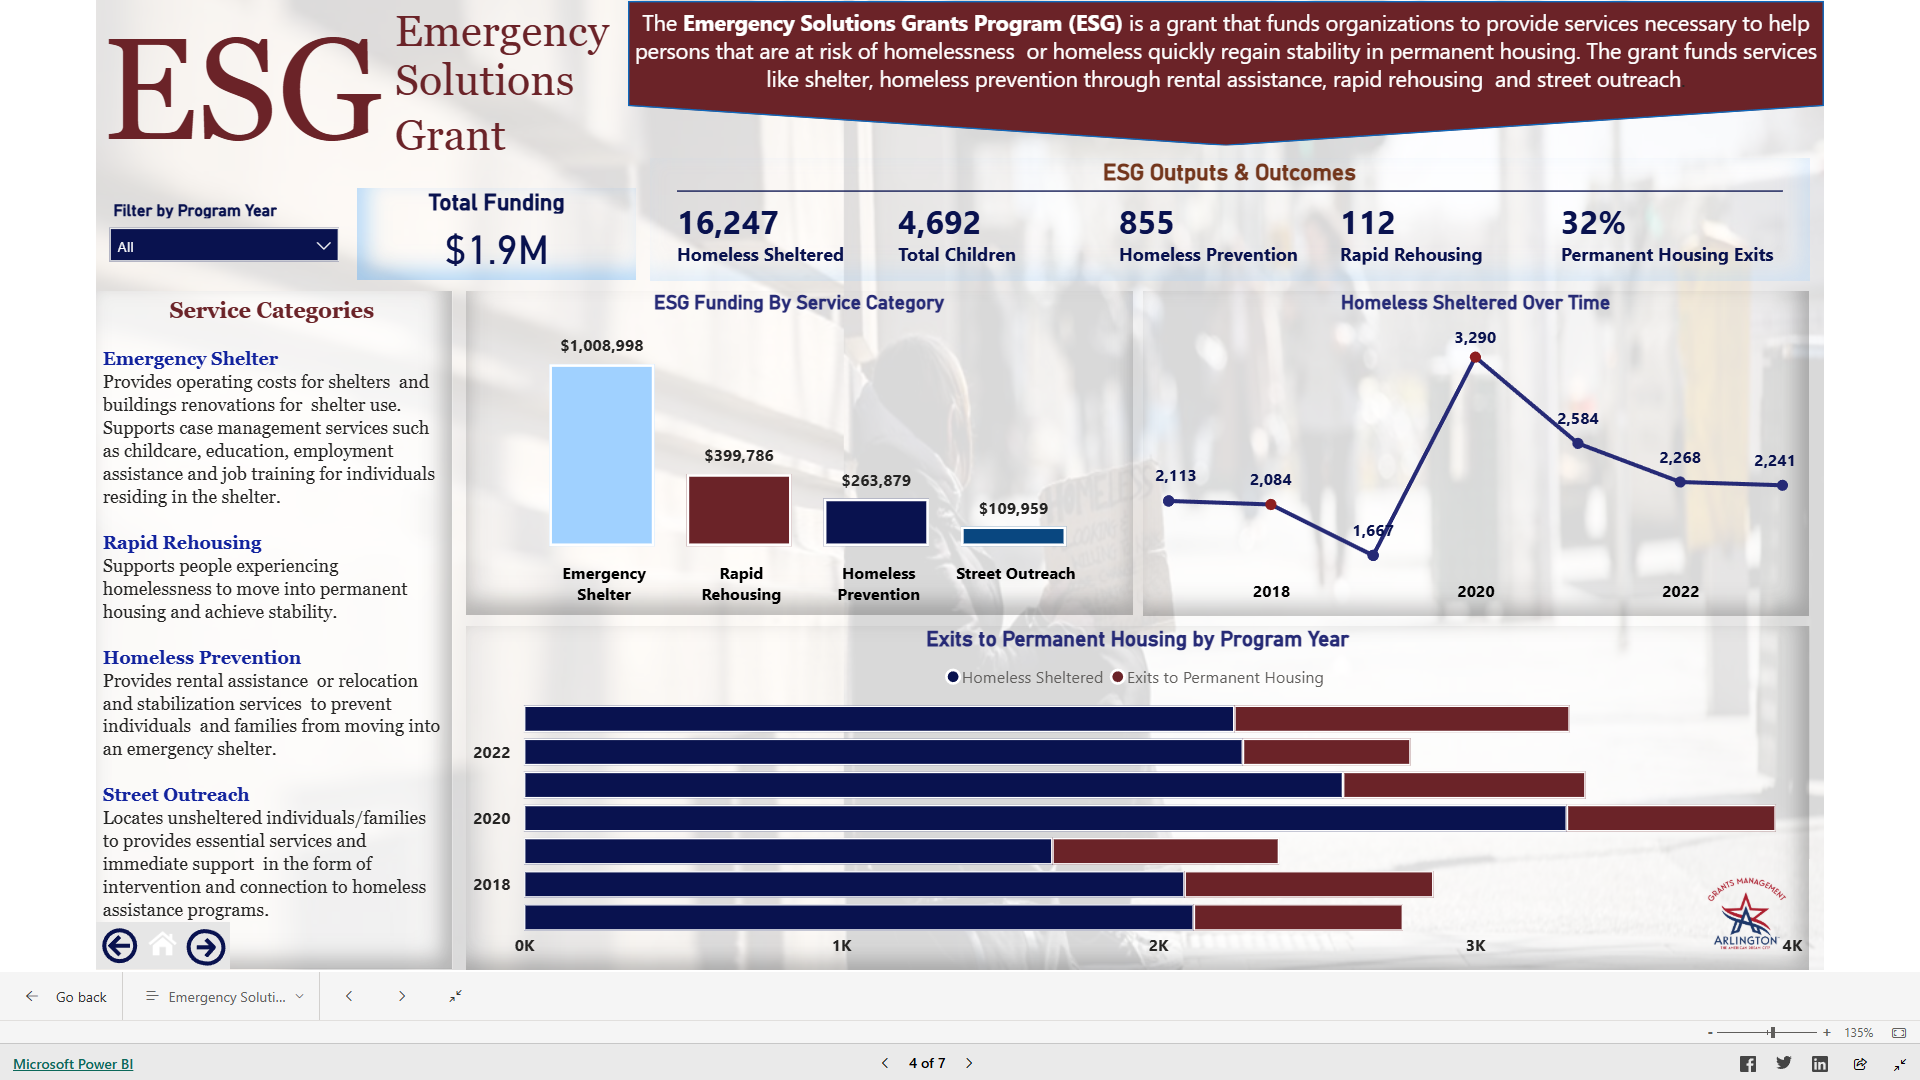 ESG
Emergency
Solutions
Grant
The Emergency Solutions Grants Program (ESG) is a grant that funds organizations to provide services necessary to help
persons that are at risk of homelessness or homeless quickly regain stability in permanent housing. The grant funds services
like shelter, homeless prevention through rental assistance, rapid rehousing and street outreach
Filter by Program Year
All
Total Funding
$1.9M
ESG Outputs & Outcomes
16,247
Homeless Sheltered
4,692
Total Children
855
Homeless Prevention
112
Rapid Rehousing
32%
Permanent Housing Exits
Service Categories
Emergency Shelter
Provides operating costs for shelters and
buildings renovations for shelter use.
Supports case management services such
as childcare, education, employment
assistance and job training for individuals
residing in the shelter.
Rapid Rehousing
Supports people experiencing
homelessness to move into permanent
housing and achieve stability.
Homeless Prevention
Provides rental assistance or relocation
and stabilization services to prevent
individuals and families from moving into
an emergency shelter.
Street Outreach
Locates unsheltered individuals/families
to provides essential services and
immediate support in the form of
intervention and connection to homeless
assistance programs.
ESG Funding By Service Category
$1,008,998
$399,786
$263,879
$109,959
Emergency
Shelter
Rapid
Rehousing
Homeless
Prevention
Street Outreach
HOMELESS
Homeless Sheltered Over Time
2,113
2,084
1,667
3,290
2,584
2,268
2,241
2018
2020
2022
Exits to Permanent Housing by Program Year
Homeless Sheltered
Exits to Permanent Housing
2022
2020
2018
0K
1K
2K
3K
4K
GRANTS MANAGEMENT
ARLINGTON
THE AMERICAN DREAM CITY
Go back
Emergency Soluti...
- + 135%
Microsoft Power BI
4 of 7